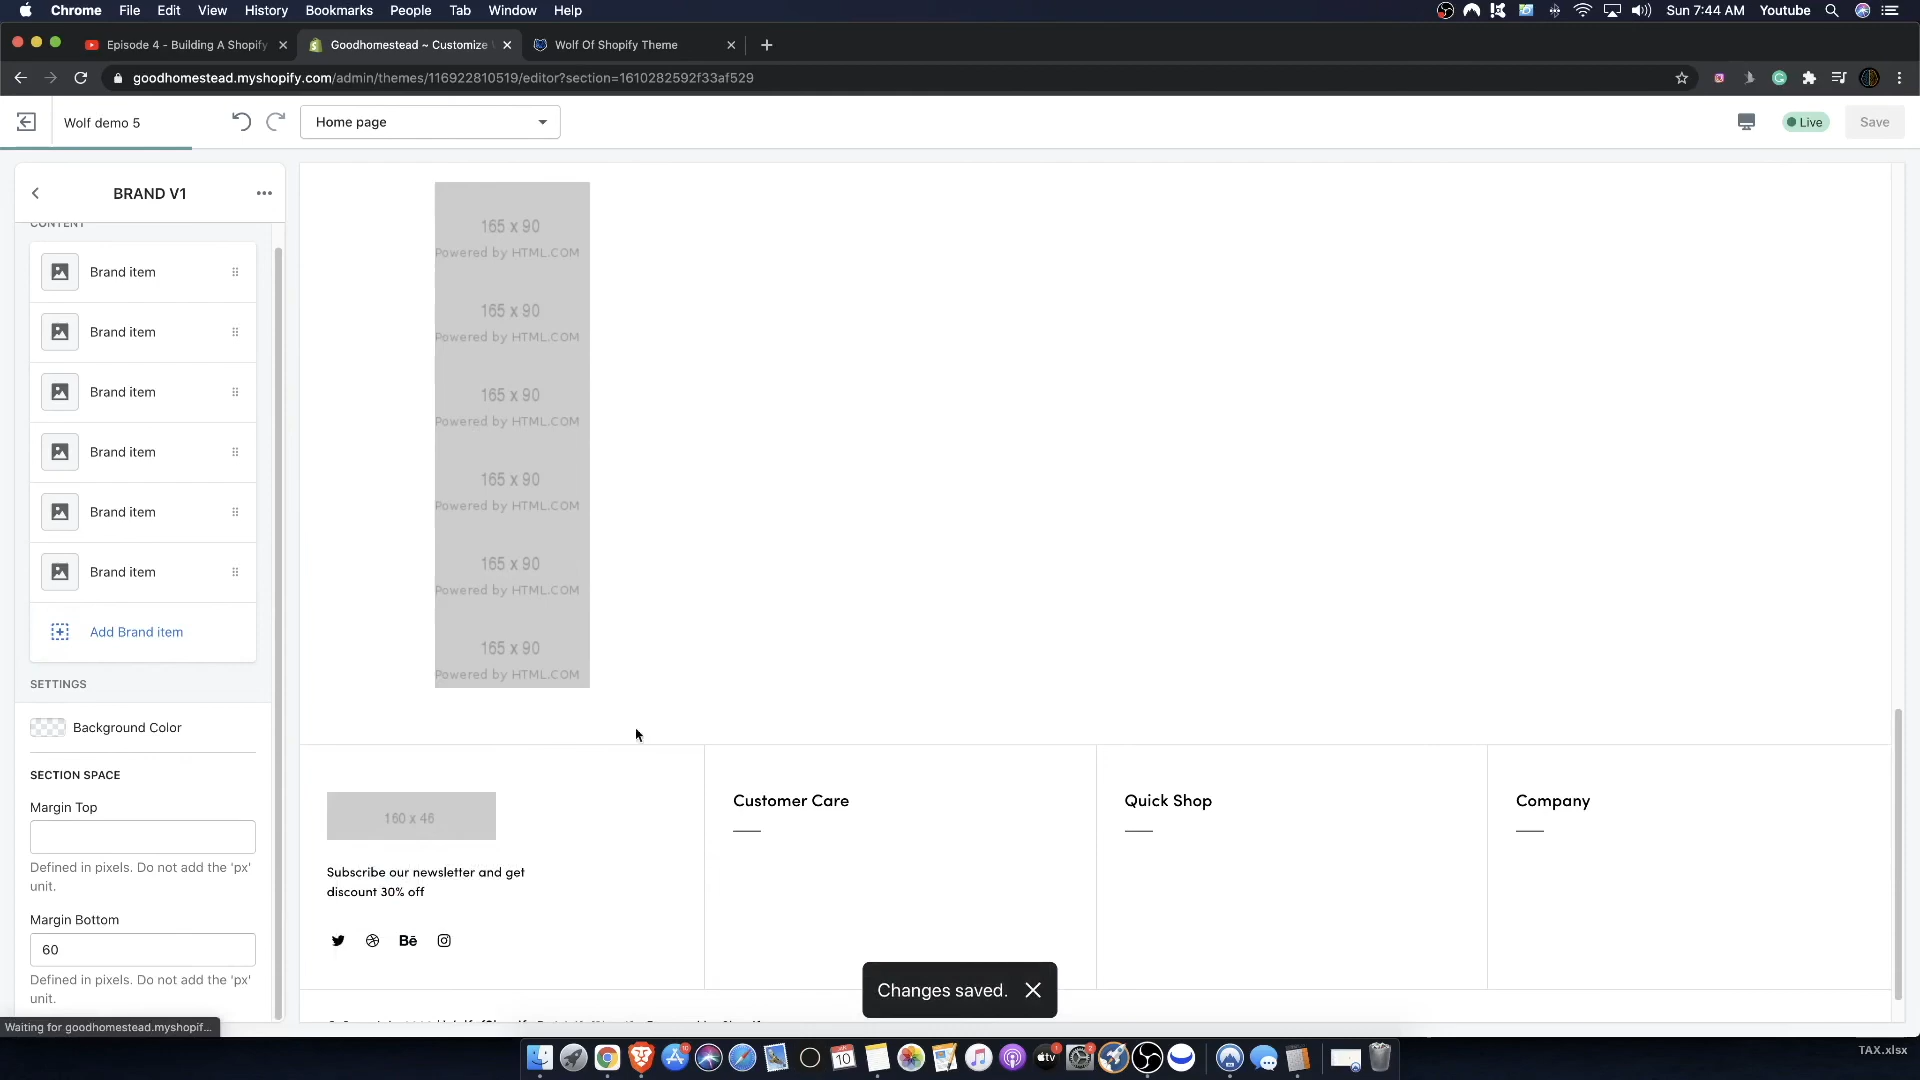 Chrome File Edit View History Bookmarks People Tab Window Help Sun 7:44 AM Youtube
Episode 4 - Building A Shopify Goodhomestead ~ Customize Wolf Of Shopify Theme
goodhomestead.myshopify.com/admin/themes/116922810519/editor?section=1610282592f33af529
Wolf demo 5 Home page Live Save
BRAND V1
CONTENT
Brand item
Brand item
Brand item
Brand item
Brand item
Brand item
Add Brand item
SETTINGS
Background Color
SECTION SPACE
Margin Top
Defined in pixels. Do not add the 'px'
unit.
Margin Bottom
60
Defined in pixels. Do not add the 'px'
unit.
Waiting for goodhomestead.myshopif...
165 x 90
Powered by HTML.COM
165 x 90
Powered by HTML.COM
165 x 90
Powered by HTML.COM
165 x 90
Powered by HTML.COM
165 x 90
Powered by HTML.COM
165 x 90
Powered by HTML.COM
160 x 46
Subscribe our newsletter and get
discount 30% off
Bē
Customer Care
Quick Shop
Company
Changes saved.
10
tv
TAX.xlsx